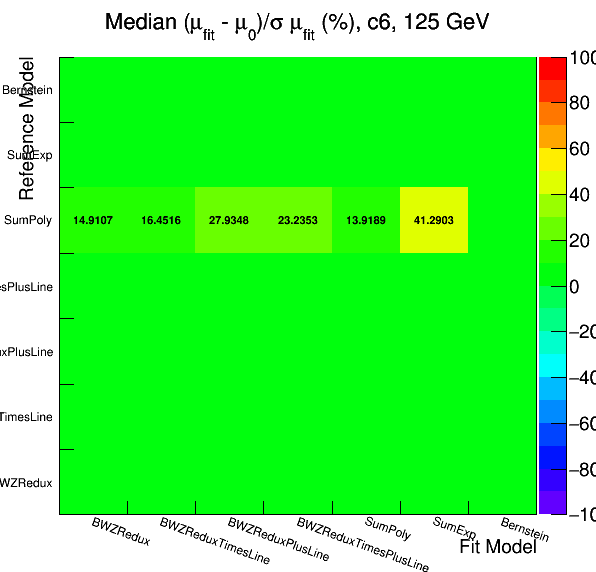 Median (μfit - μ0)/σ μfit (%), c6, 125 GeV
Reference Model
Bernstein
SumExp
SumPoly
esPlusLine
uxPlusLine
TimesLine
WZRedux
14.9107 16.4516 27.9348 23.2353 13.9189 41.2903
100
80
60
40
20
0
−20
−40
−60
−80
−10
BWZRedux
BWZReduxTimesLine
BWZReduxPlusLine
BWZReduxTimesPlusLine
SumPoly
SumExp
Bernstein
Fit Model